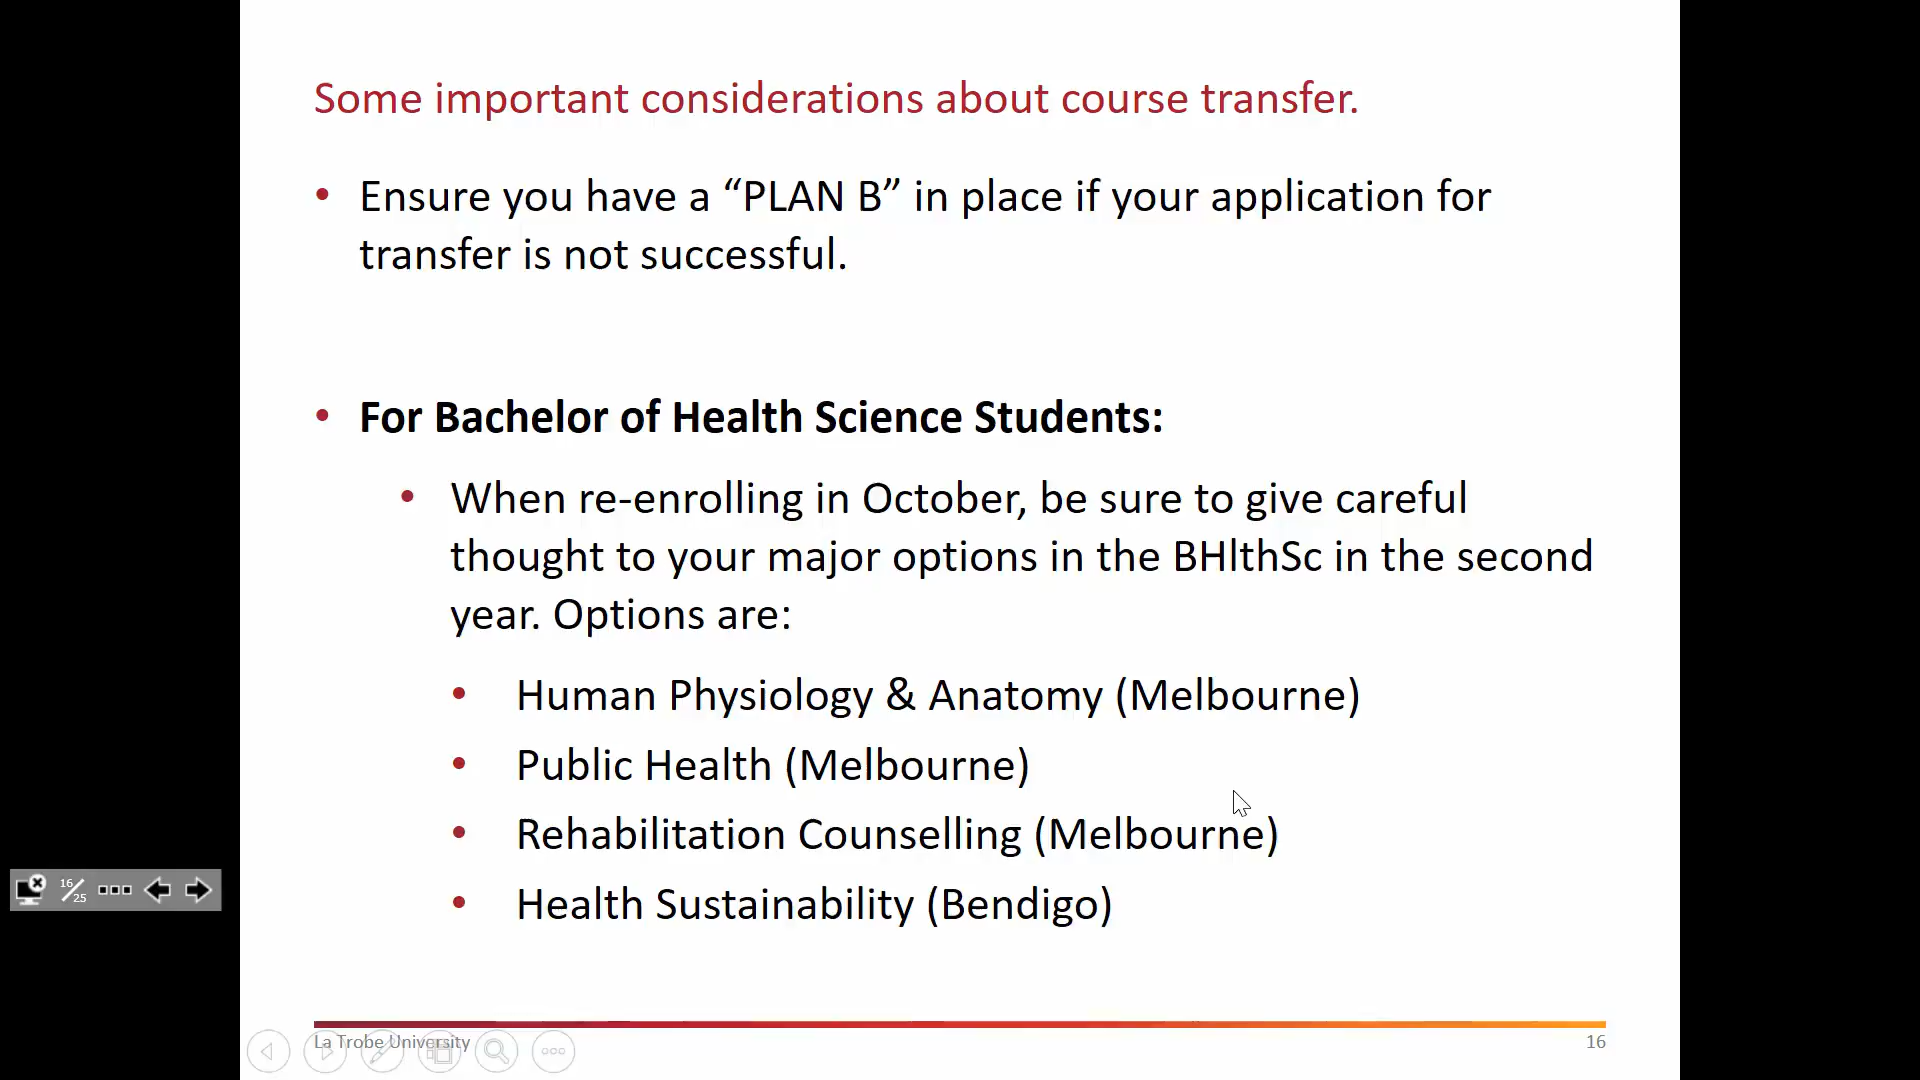 Some important considerations about course transfer.
• Ensure you have a “PLAN B” in place if your application for
transfer is not successful.
• For Bachelor of Health Science Students:
• When re-enrolling in October, be sure to give careful
thought to your major options in the BHlthSc in the second
year. Options are:
• Human Physiology & Anatomy (Melbourne)
• Public Health (Melbourne)
• Rehabilitation Counselling (Melbourne)
• Health Sustainability (Bendigo)
16/25
La Trobe University
16